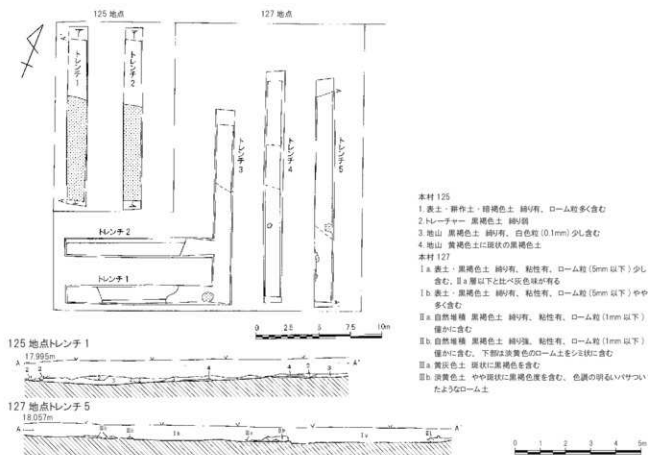 125 地点
127 地点
トレンチ1
トレンチ2
トレンチ3
トレンチ4
トレンチ5
トレンチ 2
トレンチ 1
0 2.5 5 7.5 10m
本村 125
1. 表土・耕作土・暗褐色土 締り有、ローム粒多く含む
2. トレーチャー 黒褐色土 締り弱
3. 地山 黒褐色土 締り有、白色粒(0.1mm)少し含む
4. 地山 黄褐色土に斑状の黒褐色土
本村 127
Ⅰa. 表土・黒褐色土 締り有、粘性有、ローム粒(5mm 以下)少し
含む、Ⅱa 層以下と比べ灰色味が有る
Ⅰb. 表土・黒褐色土 締り有、粘性有、ローム粒(5mm 以下)やや
多く含む
Ⅱa. 自然堆積 黒褐色土 締り有、粘性有、ローム粒(1mm 以下)
僅かに含む
Ⅱb. 自然堆積 黒褐色土 締り強、粘性有、ローム粒(1mm 以下)
僅かに含む、下部は淡黄色のローム土をシミ状に含む
Ⅲa. 黄灰色土 斑状に黒褐色を含む
Ⅲb. 淡黄色土 やや斑状に黒褐色度を含む、色調の明るいパサつい
たようなローム土
125 地点トレンチ 1
17.995m
A A'
2 2 4 4 5 3
127 地点トレンチ 5
18.057m
A A'
Ⅰa
0 1 2 3 4 5m